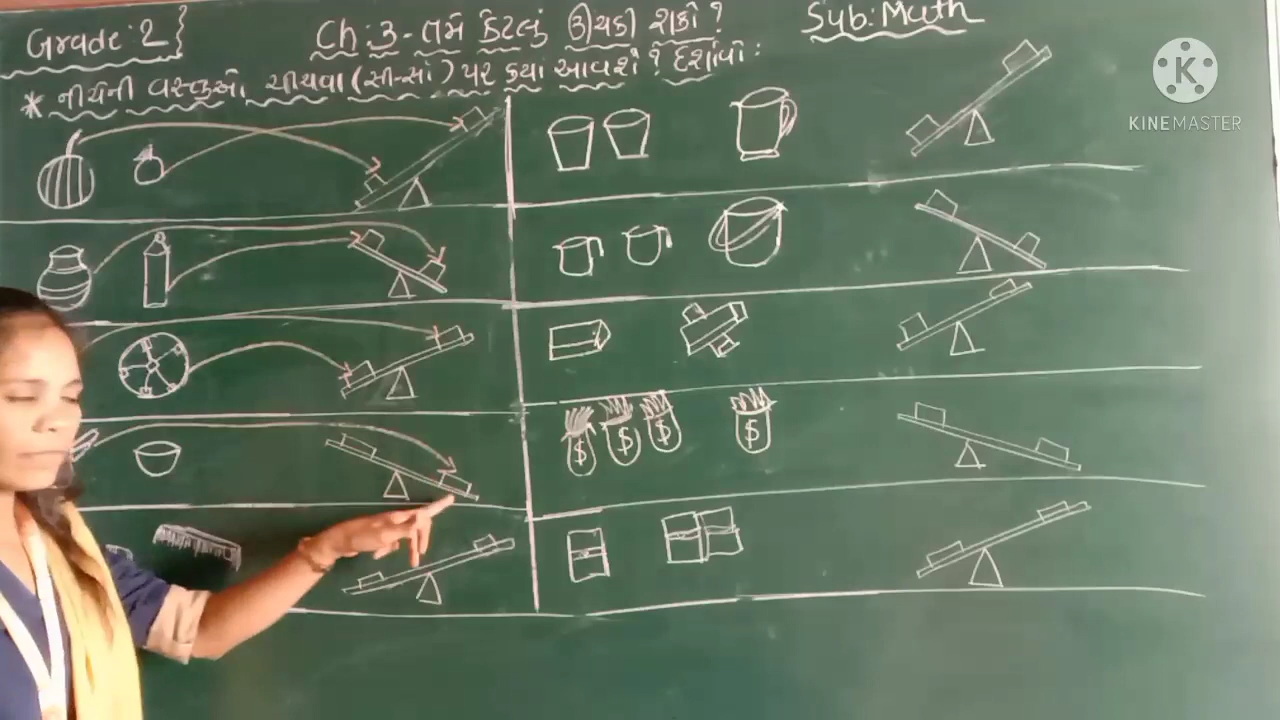 Grade: 2
Ch: 3 - તમે કેટલું ઊંચકી શકો ?
Sub: Math
* નીચેની વસ્તુઓ ચીચવા (સી-સો) પર ક્યાં આવશે ? દર્શાવો :
$ $ $ $
K
KINEMASTER